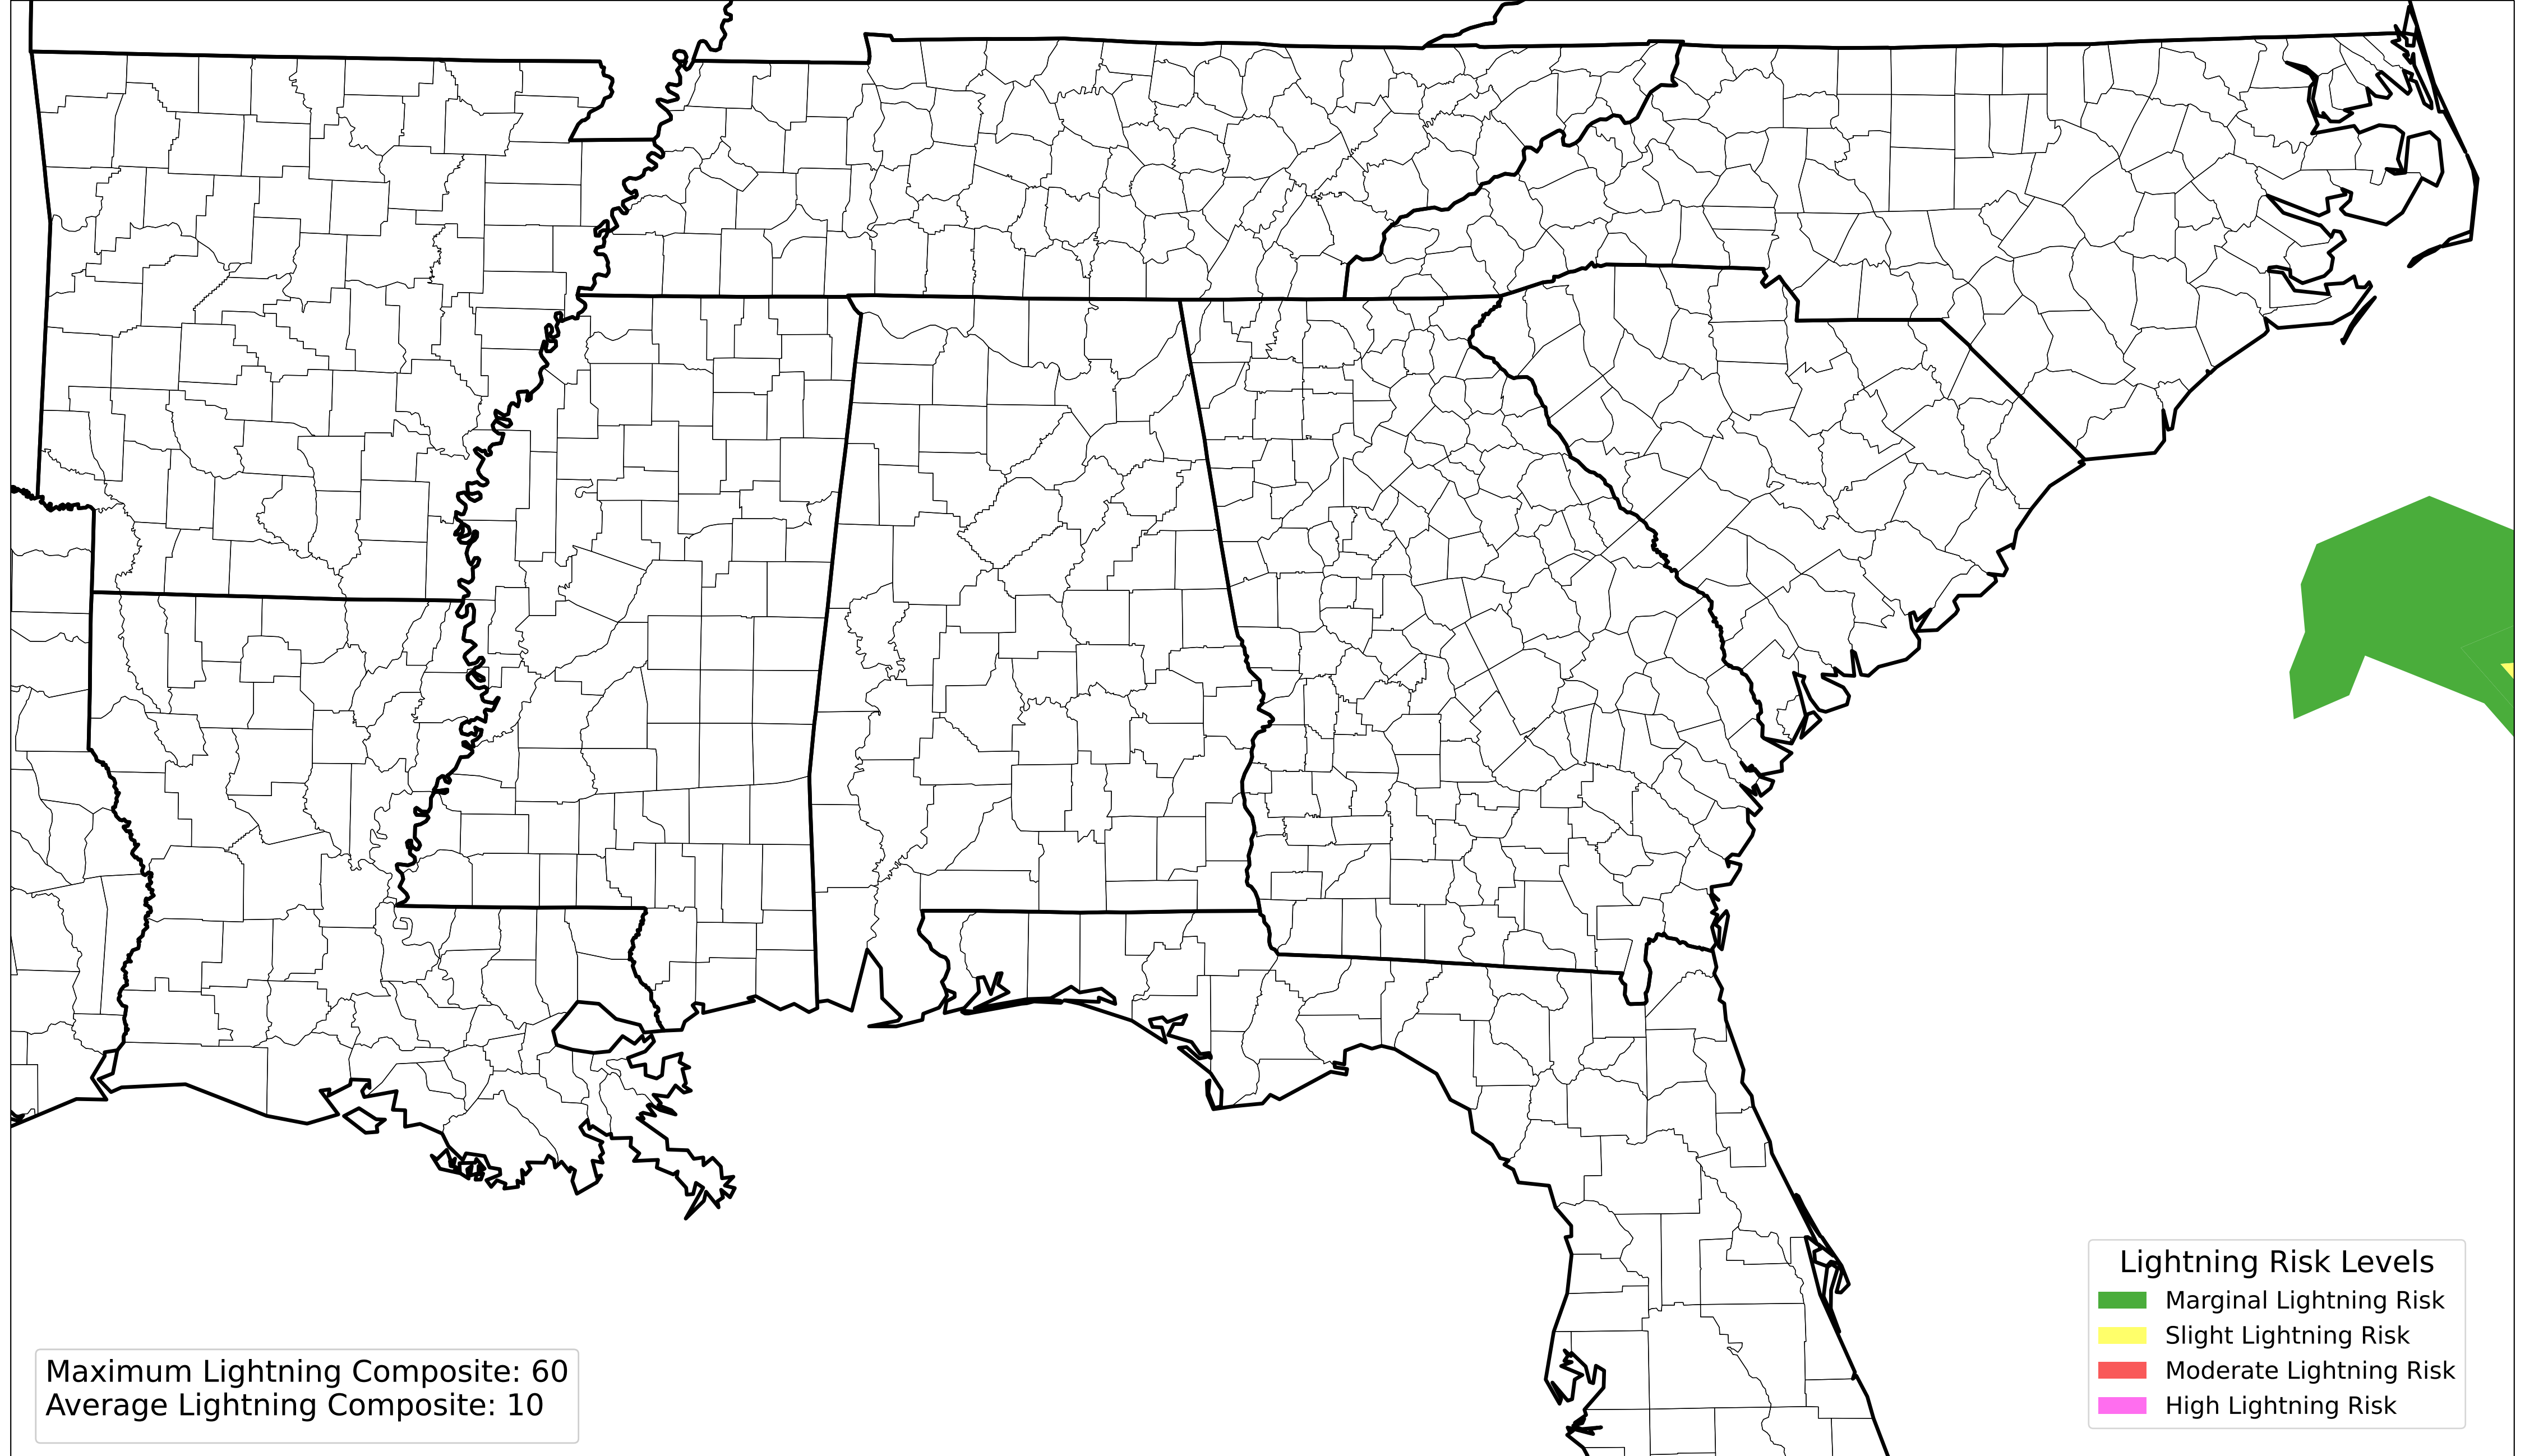 Lightning Risk Levels
Marginal Lightning Risk
Slight Lightning Risk
Moderate Lightning Risk
High Lightning Risk
Maximum Lightning Composite: 60
Average Lightning Composite: 10